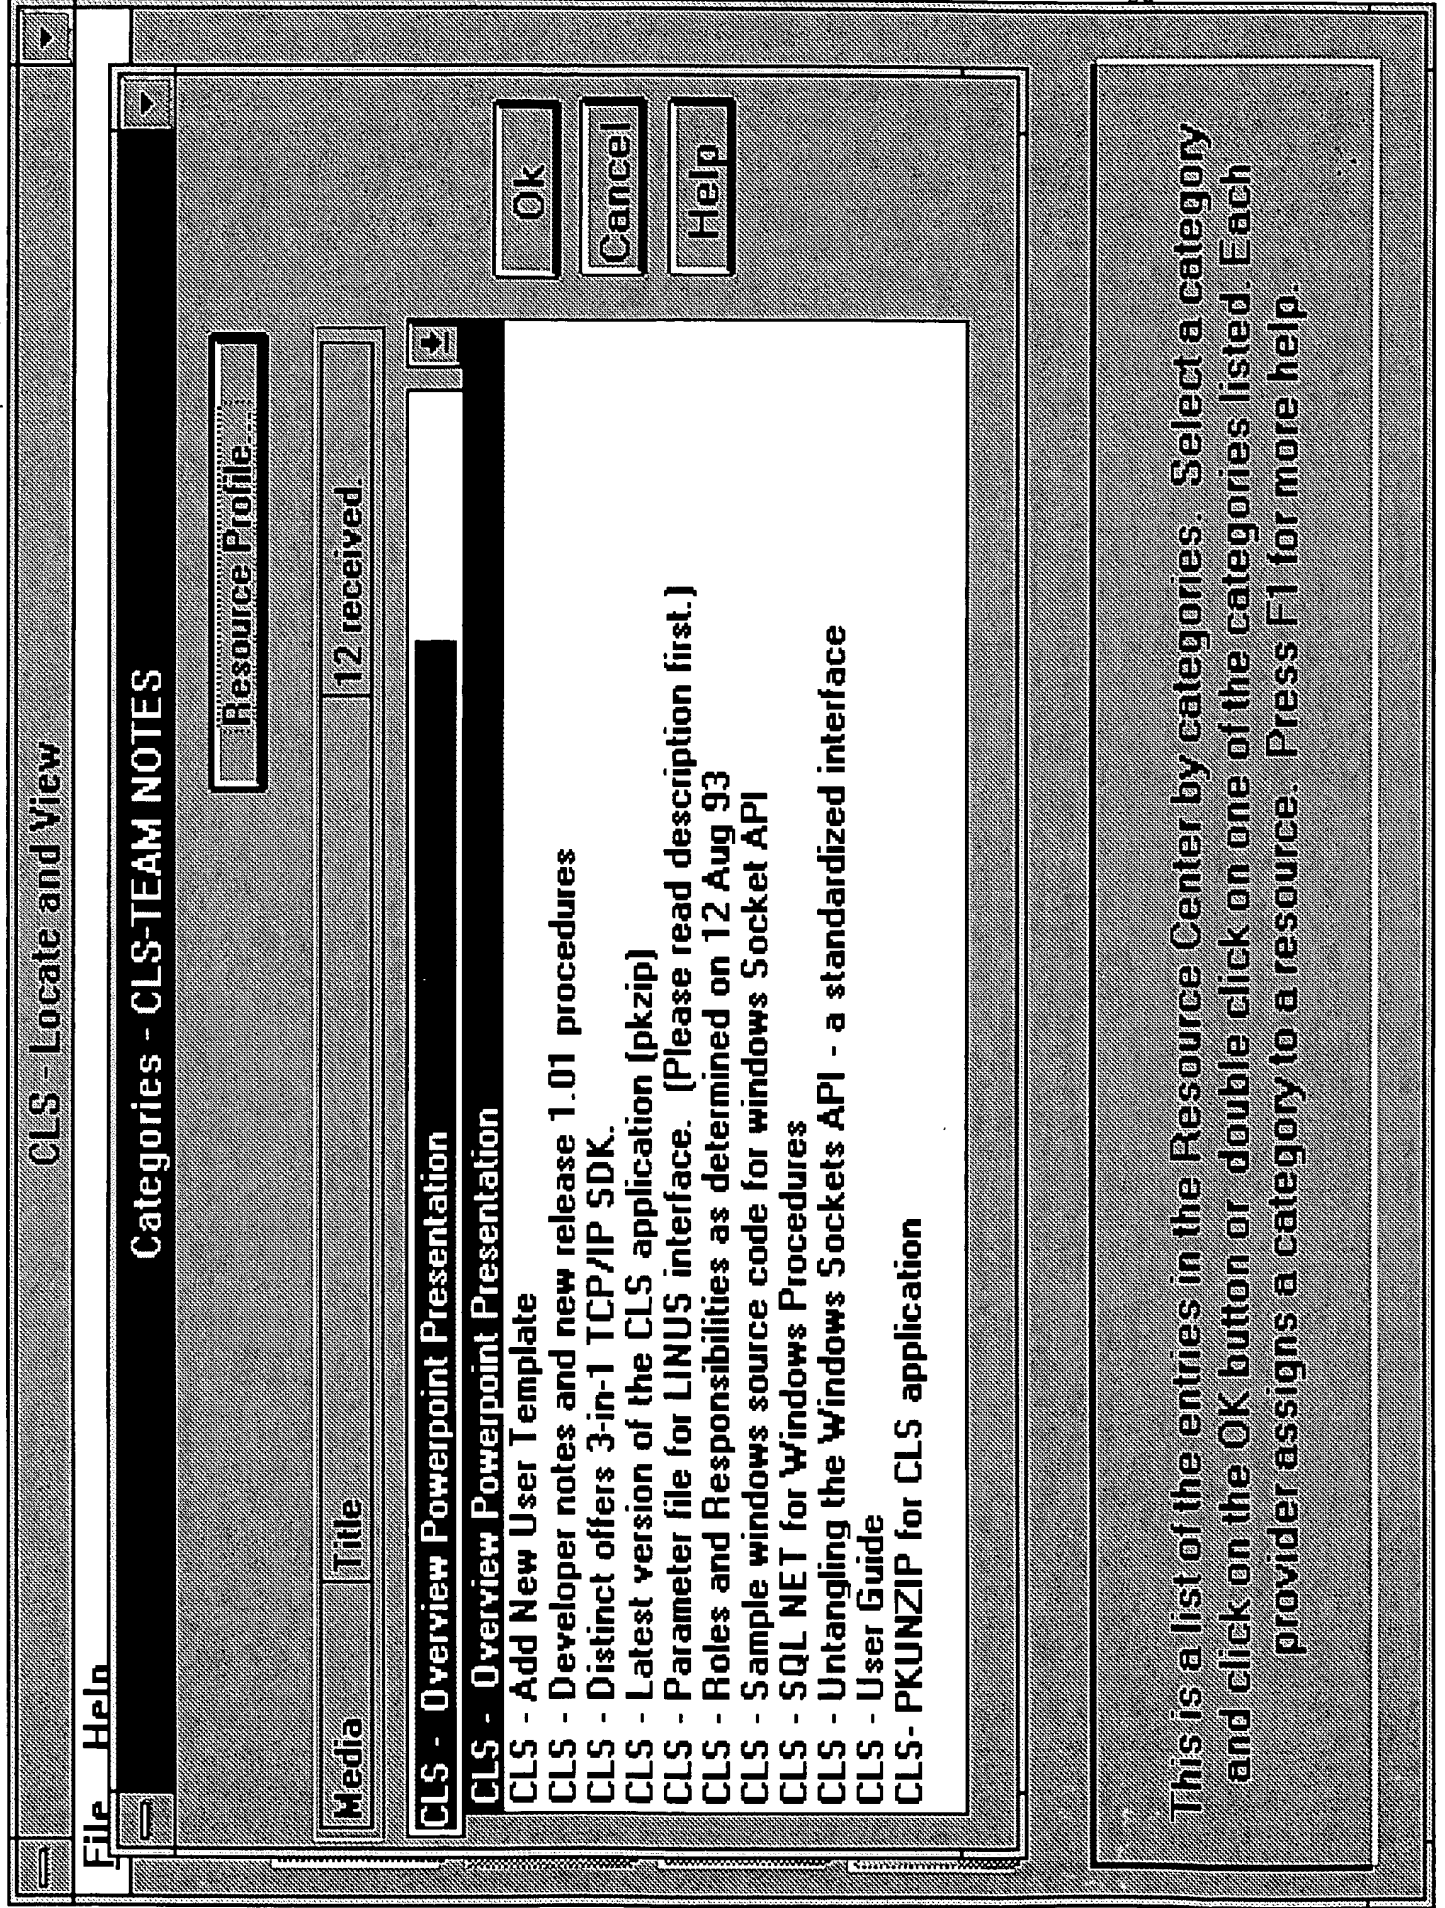 CLS - Locate and View
File Help
Categories - CLS-TEAM NOTES
Resource Profile...
Media Title 12 received.
CLS - Overview Powerpoint Presentation
CLS - Overview Powerpoint Presentation
CLS - Add New User Template
CLS - Developer notes and new release 1.01 procedures
CLS - Distinct offers 3-in-1 TCP/IP SDK.
CLS - Latest version of the CLS application (pkzip)
CLS - Parameter file for LINUS interface. (Please read description first.)
CLS - Roles and Responsibilities as determined on 12 Aug 93
CLS - Sample windows source code for windows Socket API
CLS - SQL NET for Windows Procedures
CLS - Untangling the Windows Sockets API - a standardized interface
CLS - User Guide
CLS- PKUNZIP for CLS application
Ok
Cancel
Help
This is a list of the entries in the Resource Center by categories. Select a category
and click on the OK button or double click on one of the categories listed. Each
provider assigns a category to a resource. Press F1 for more help.